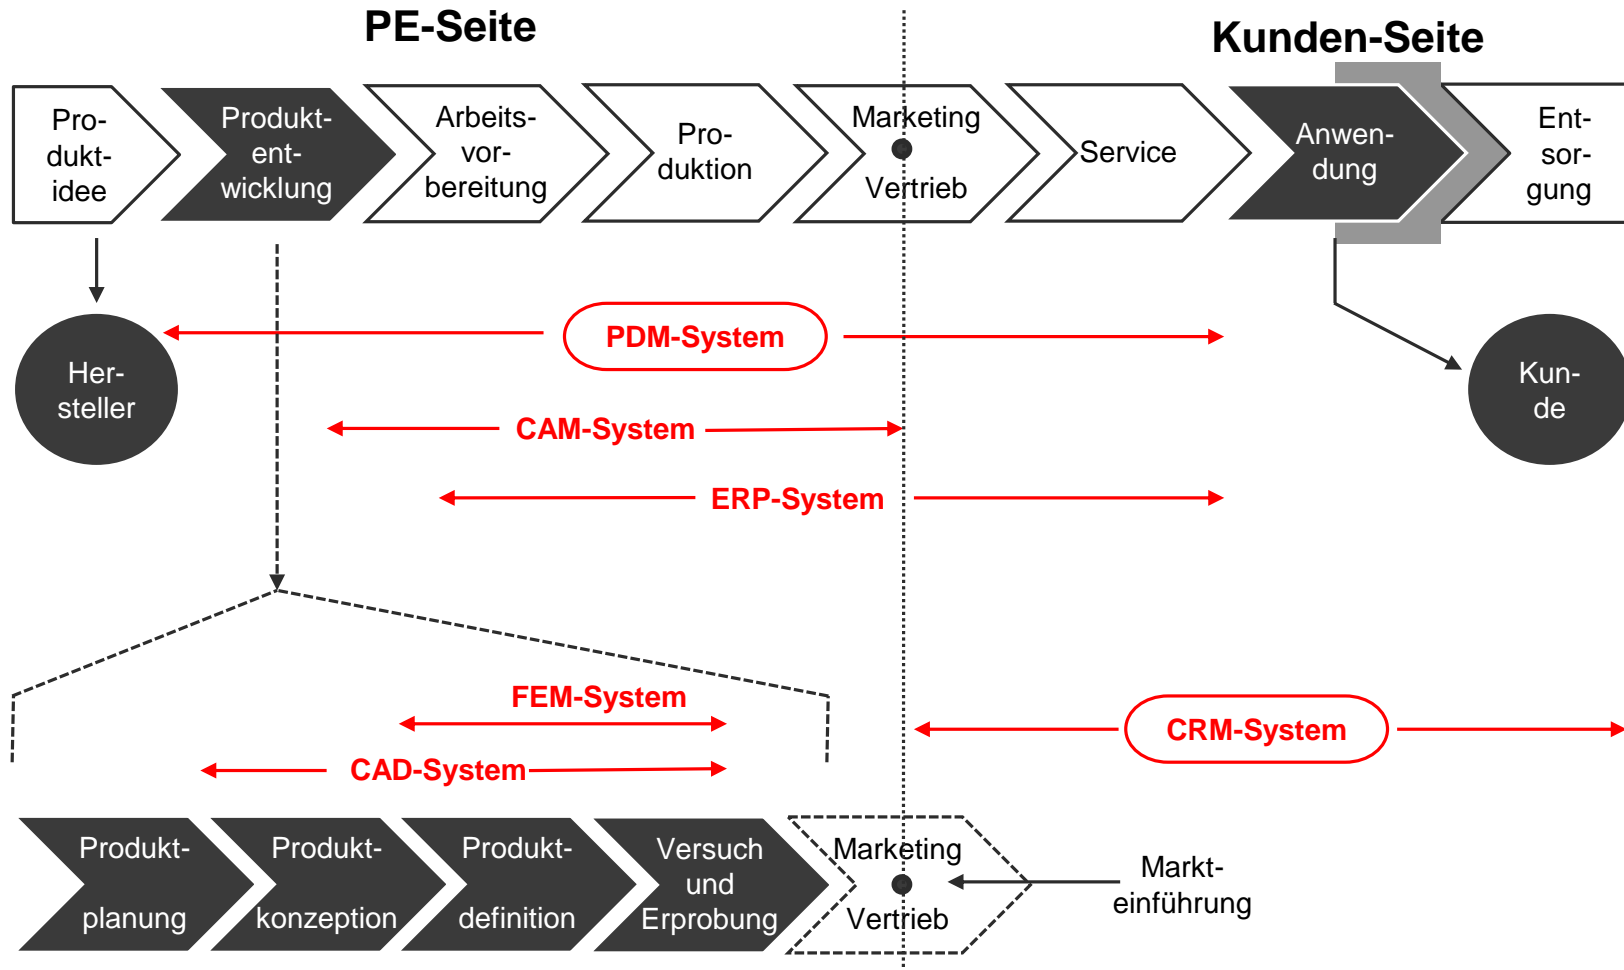 PE-Seite
Kunden-Seite
Pro-
dukt-
idee
Produkt-
ent-
wicklung
Arbeits-
vor-
bereitung
Pro-
duktion
Marketing
Vertrieb
Service
Anwen-
dung
Ent-
sor-
gung
Her-
steller
PDM-System
Kun-
de
CAM-System
ERP-System
FEM-System
CAD-System
CRM-System
Produkt-
planung
Produkt-
konzeption
Produkt-
definition
Versuch
und
Erprobung
Marketing
Vertrieb
Markt-
einführung